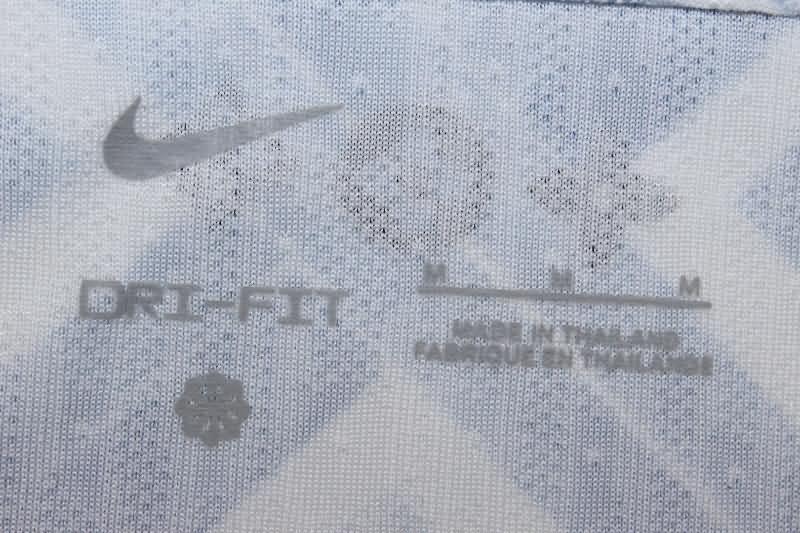 DRI-FIT
M M M
MADE IN THAILAND
FABRIQUE EN THAILANDE